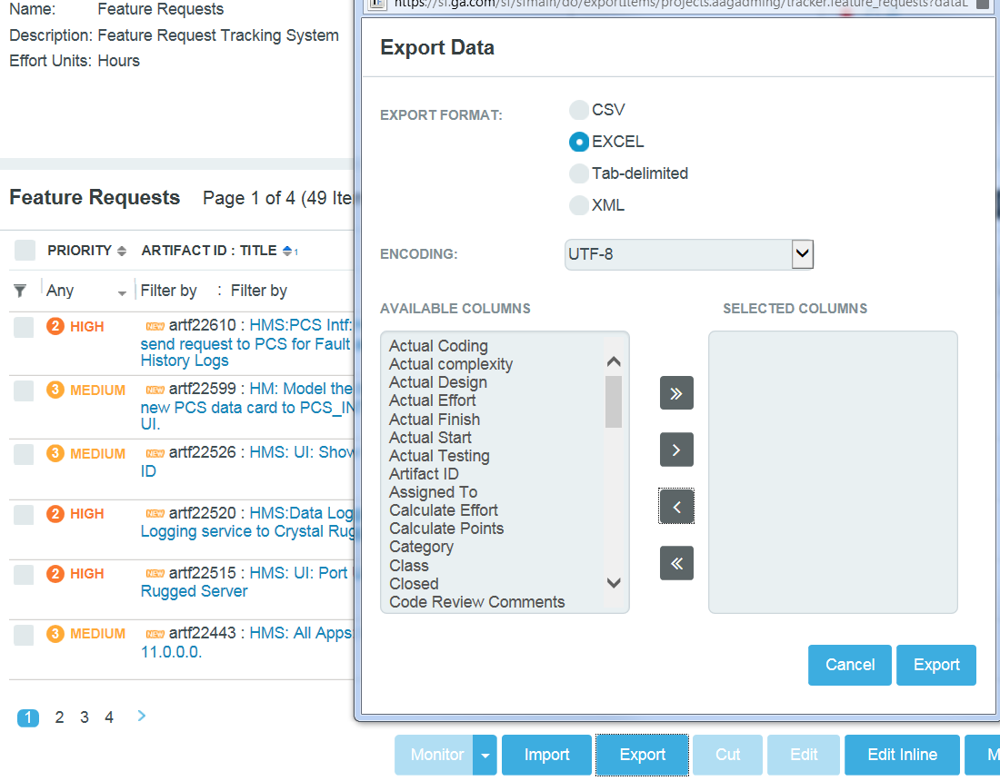 Name: Feature Requests
Description: Feature Request Tracking System
Effort Units: Hours
Feature Requests Page 1 of 4 (49 Ite
PRIORITY ARTIFACT ID : TITLE 1
Any Filter by : Filter by
2 HIGH NEW artf22610 : HMS:PCS Intf:
send request to PCS for Fault
History Logs
3 MEDIUM NEW artf22599 : HM: Model the
new PCS data card to PCS_IN
UI.
3 MEDIUM NEW artf22526 : HMS: UI: Show
ID
2 HIGH NEW artf22520 : HMS:Data Log
Logging service to Crystal Rug
2 HIGH NEW artf22515 : HMS: UI: Port
Rugged Server
3 MEDIUM NEW artf22443 : HMS: All Apps:
11.0.0.0.
1 2 3 4 >
https://sf.ga.com/sf/sfmain/do/exportItems/projects.aagadming/tracker.feature_requests?dataL
Export Data
EXPORT FORMAT:
CSV
EXCEL
Tab-delimited
XML
ENCODING: UTF-8
AVAILABLE COLUMNS
Actual Coding
Actual complexity
Actual Design
Actual Effort
Actual Finish
Actual Start
Actual Testing
Artifact ID
Assigned To
Calculate Effort
Calculate Points
Category
Class
Closed
Code Review Comments
»
>
<
«
SELECTED COLUMNS
Cancel Export
Monitor Import Export Cut Edit Edit Inline M